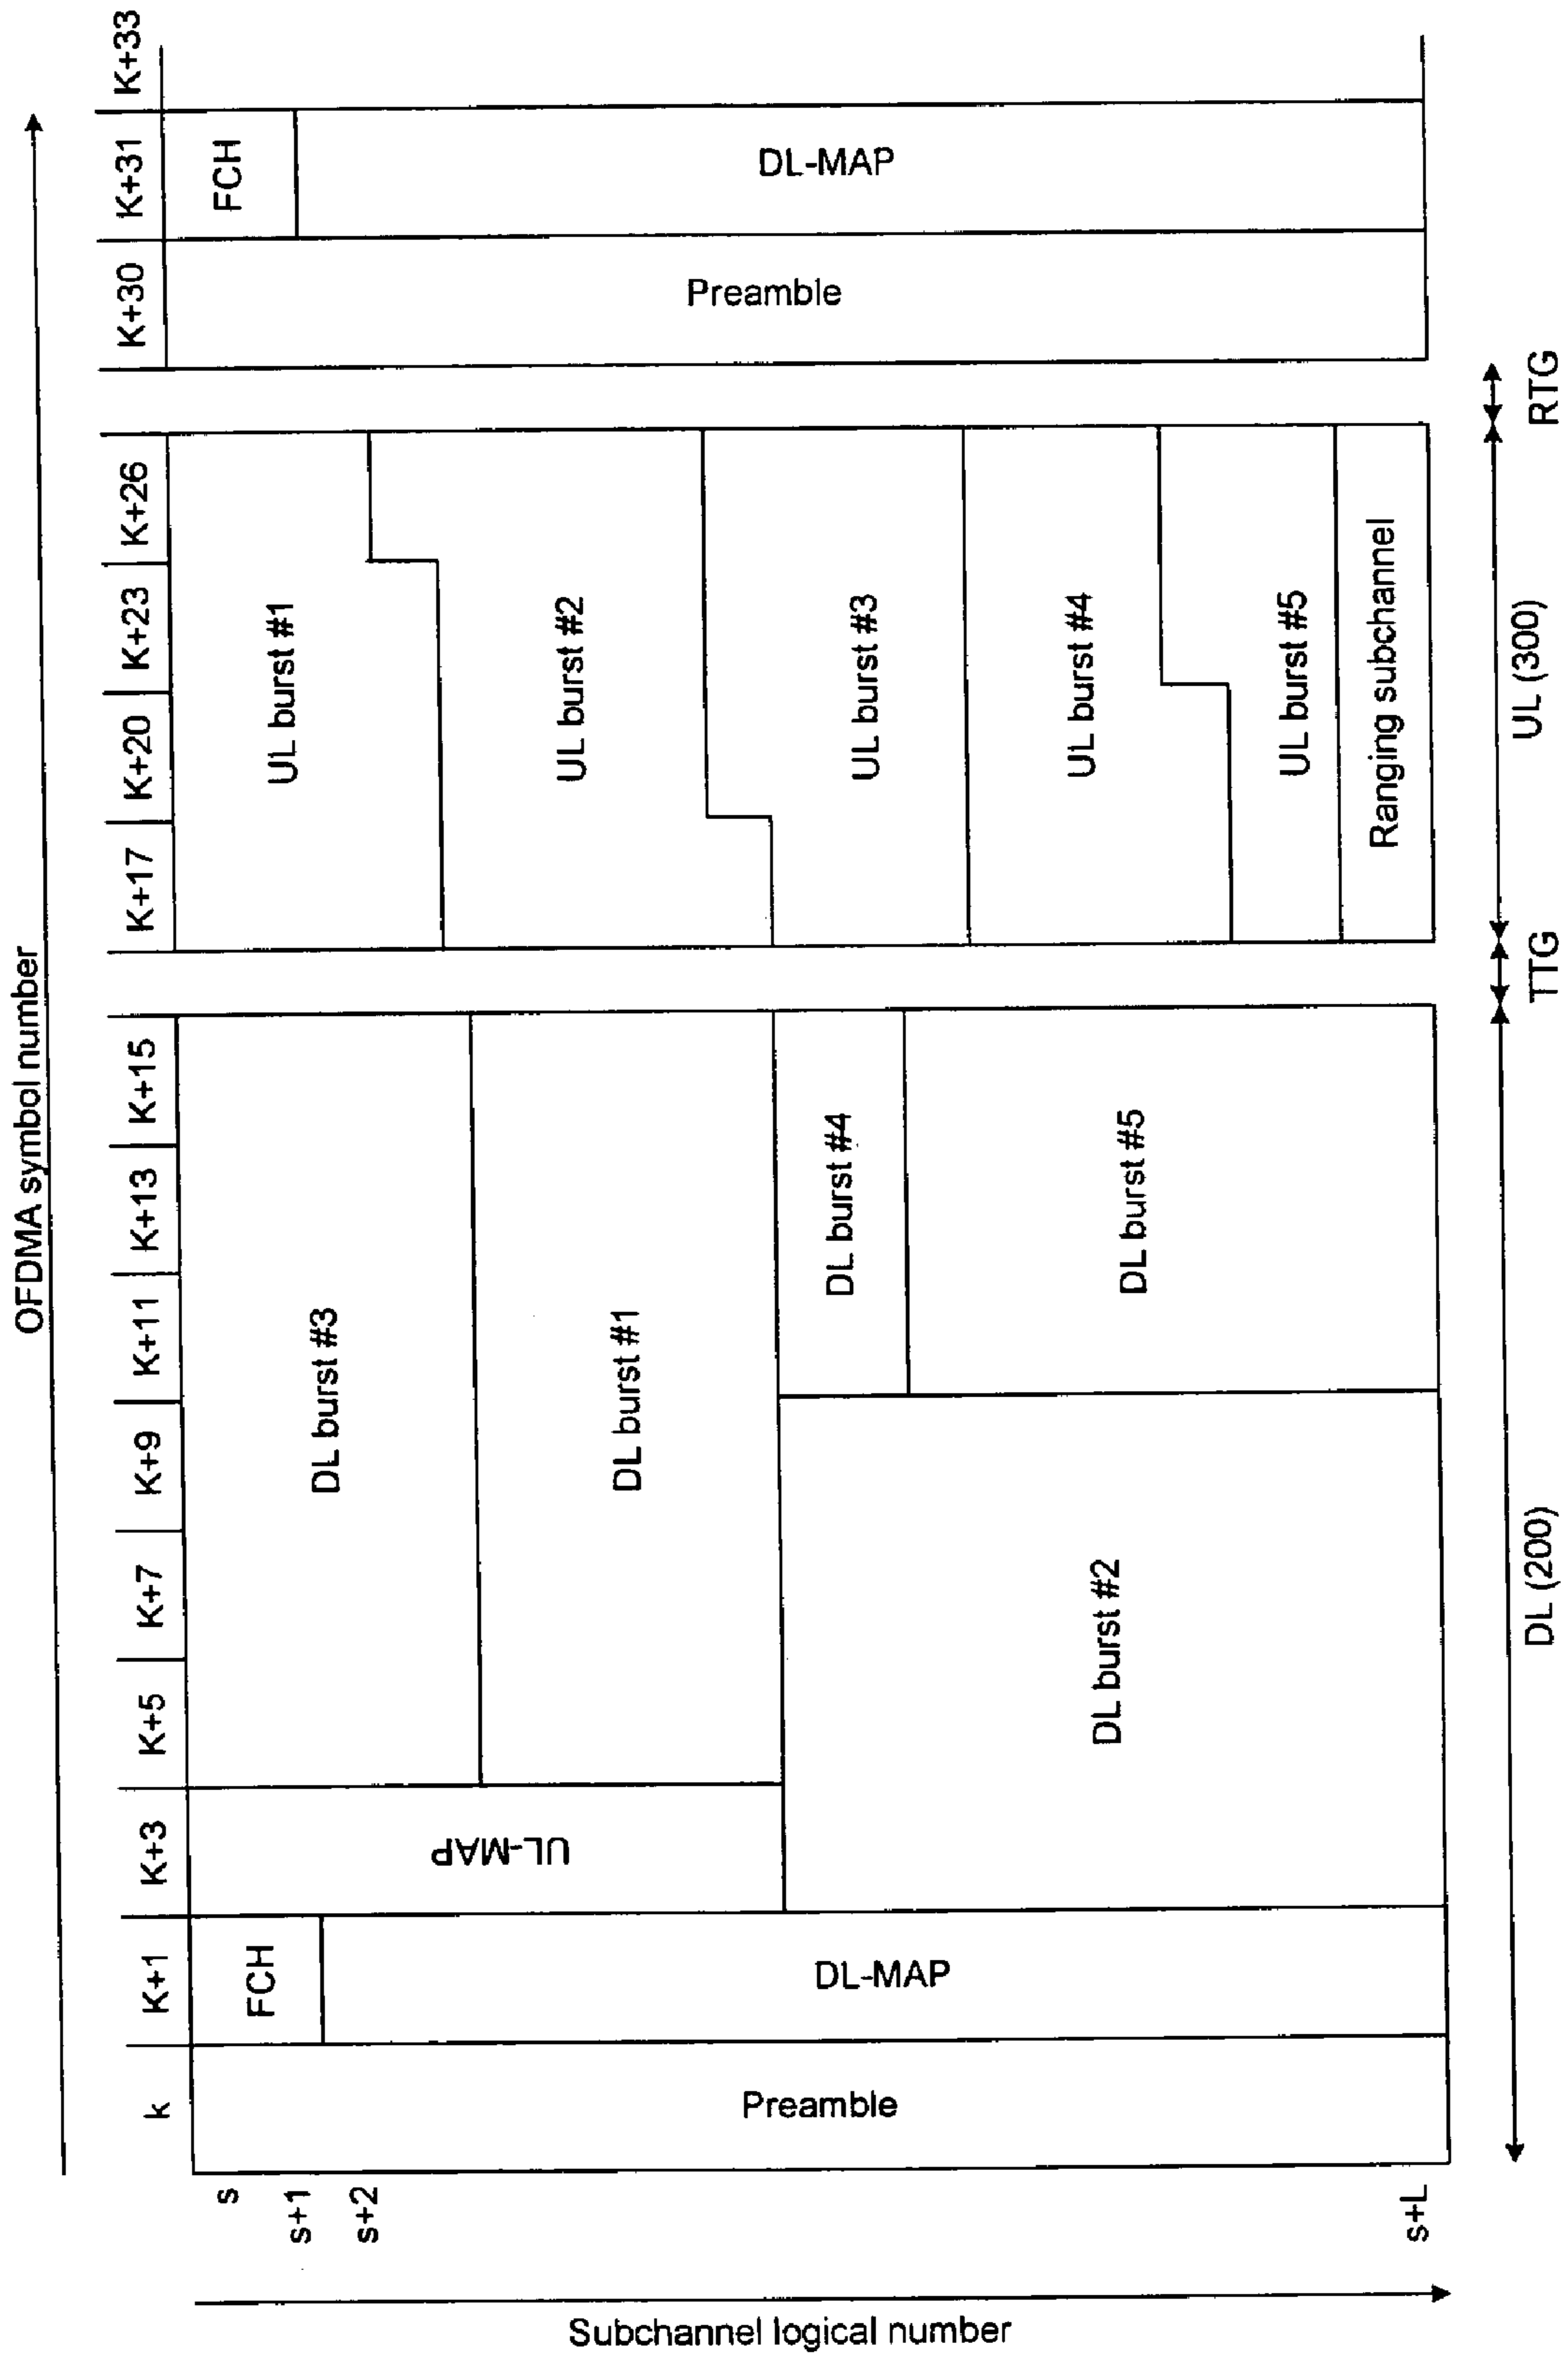 OFDMA symbol number
k
K+1
K+3
K+5
K+7
K+9
K+11
K+13
K+15
K+17
K+20
K+23
K+26
K+30
K+31
K+33
Subchannel logical number
s
s+1
s+2
s+L
Preamble
FCH
DL-MAP
UL-MAP
DL burst #3
DL burst #1
DL burst #2
DL burst #4
DL burst #5
UL burst #1
UL burst #2
UL burst #3
UL burst #4
UL burst #5
Ranging subchannel
Preamble
FCH
DL-MAP
DL (200)
TTG
UL (300)
RTG